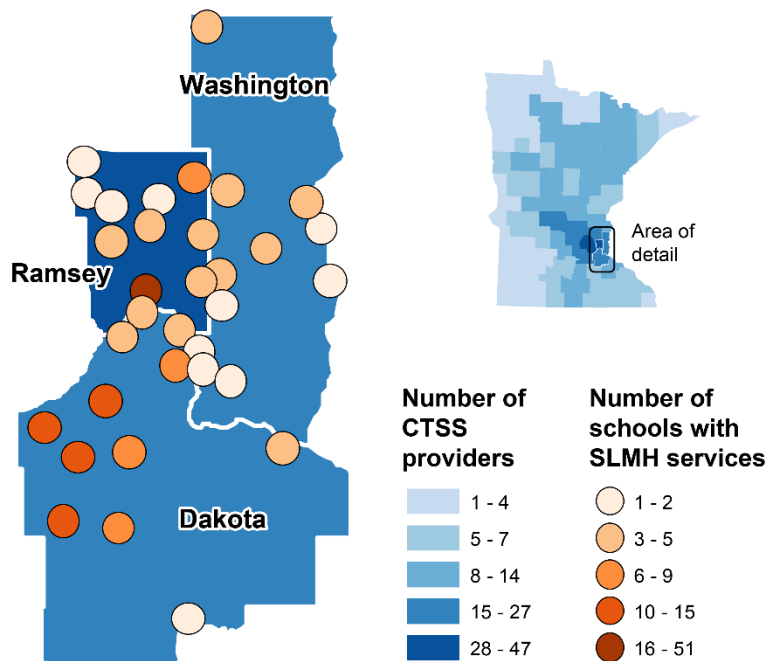 Washington
Ramsey
Dakota
Area of
detail
Number of
CTSS
providers
1 - 4
5 - 7
8 - 14
15 - 27
28 - 47
Number of
schools with
SLMH services
1 - 2
3 - 5
6 - 9
10 - 15
16 - 51